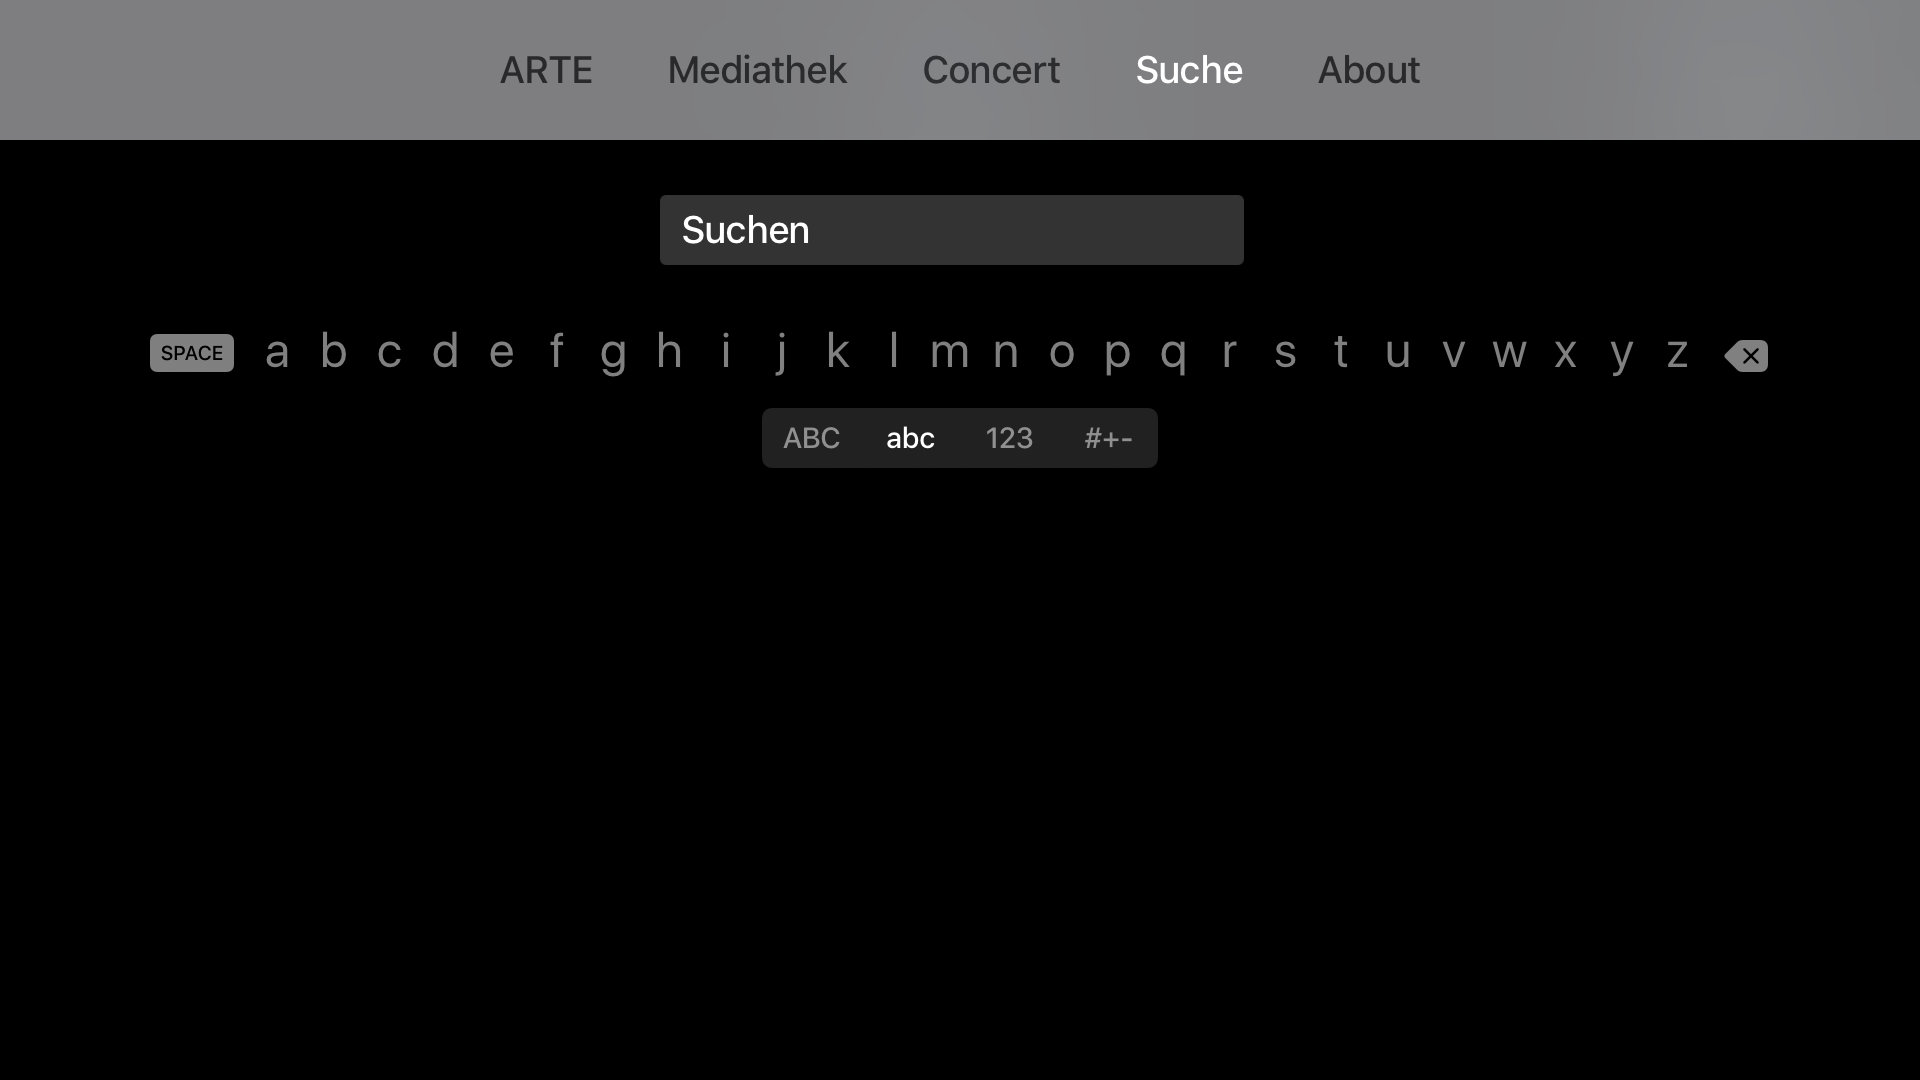 ARTE Mediathek Concert Suche About
Suchen
SPACE a b c d e f g h i j k l m n o p q r s t u v w x y z
ABC abc 123 #+-